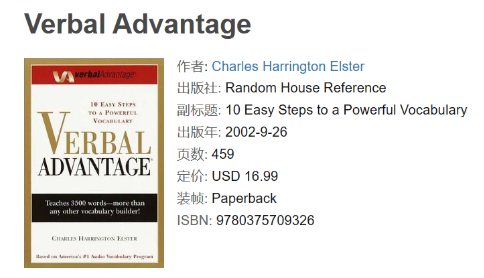 Verbal Advantage
VA verbalAdvantage
10 EASY STEPS
TO A POWERFUL
VOCABULARY
VERBAL
ADVANTAGE
Teaches 3500 words—more than
any other vocabulary builder!
CHARLES HARRINGTON ELSTER
Based on America's #1 Audio Vocabulary Program
作者: Charles Harrington Elster
出版社: Random House Reference
副标题: 10 Easy Steps to a Powerful Vocabulary
出版年: 2002-9-26
页数: 459
定价: USD 16.99
装帧: Paperback
ISBN: 9780375709326